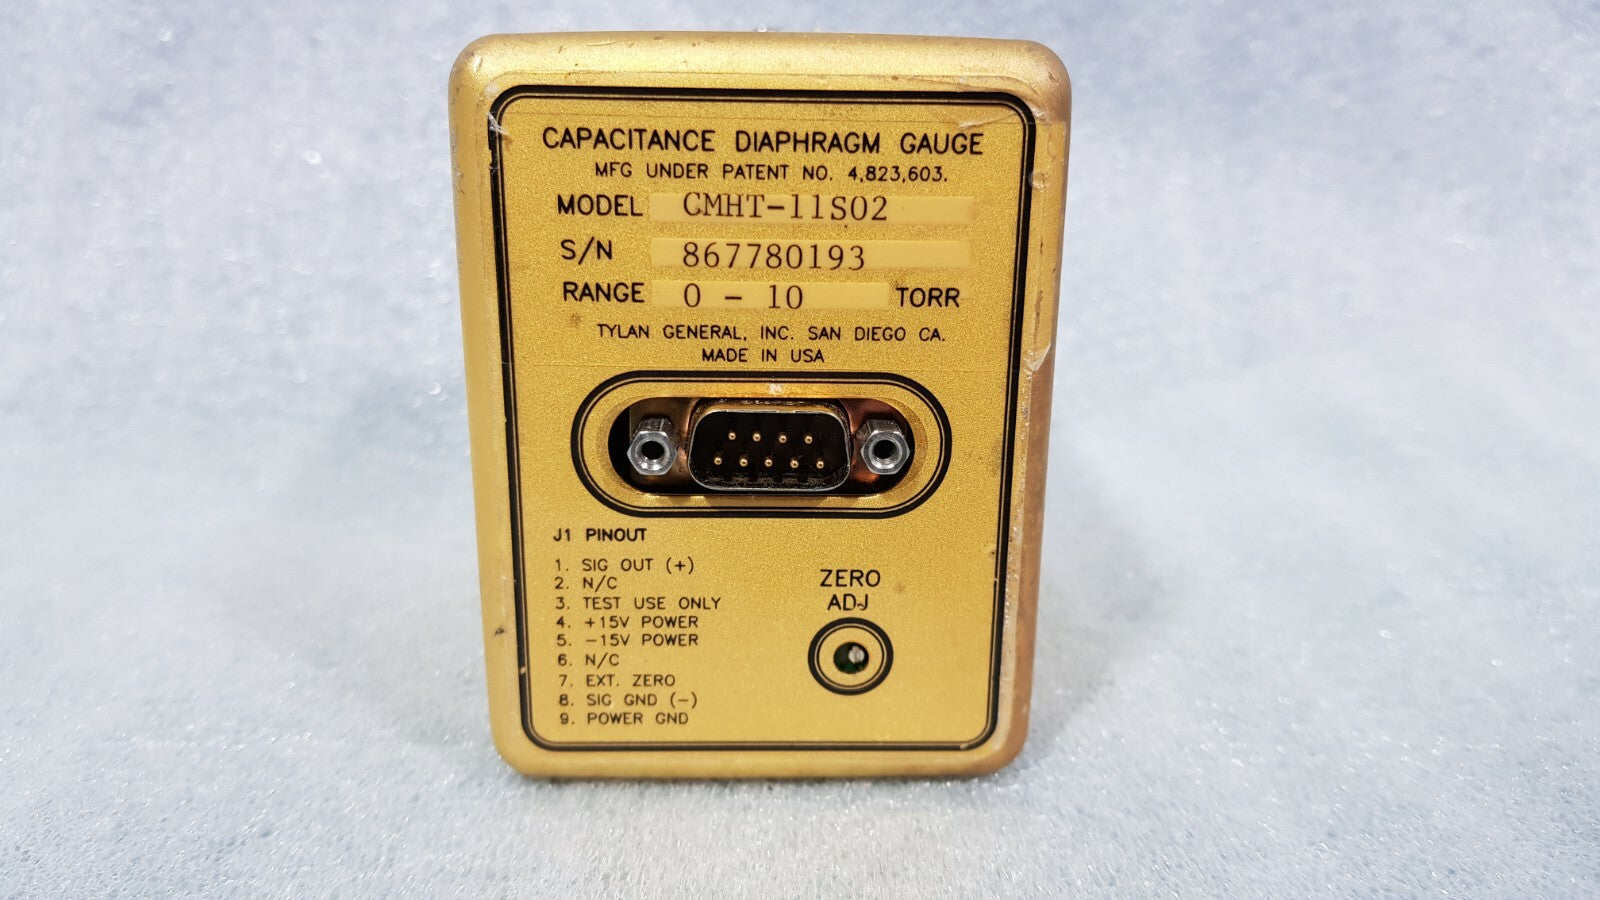 CAPACITANCE DIAPHRAGM GAUGE
MFG UNDER PATENT NO. 4,823,603.
MODEL CMHT-11S02
S/N 867780193
RANGE 0 - 10 TORR
TYLAN GENERAL, INC. SAN DIEGO CA.
MADE IN USA
J1 PINOUT
1. SIG OUT (+)
2. N/C
3. TEST USE ONLY
4. +15V POWER
5. -15V POWER
6. N/C
7. EXT. ZERO
8. SIG GND (-)
9. POWER GND
ZERO
ADJ